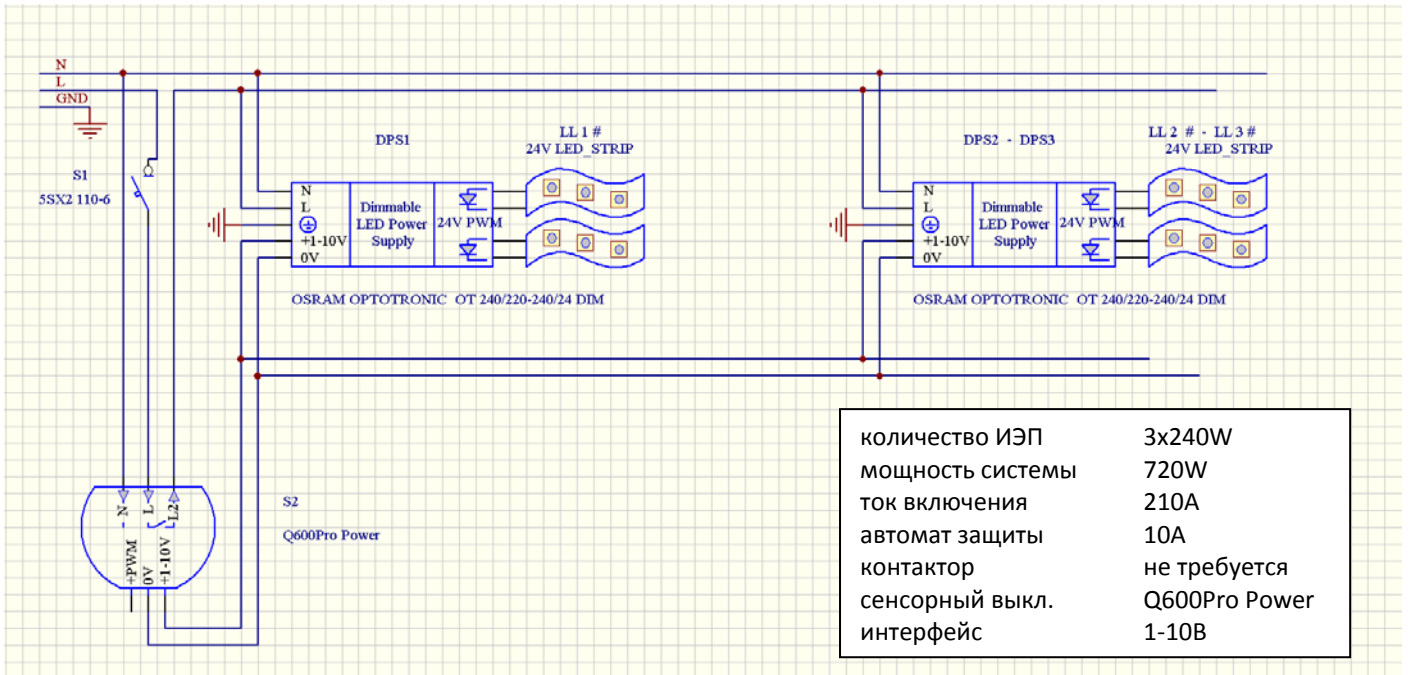 N
L
GND
S1
5SX2 110-6
DPS1
LL 1 #
24V LED_STRIP
N
L
+1-10V
0V
Dimmable
LED Power
Supply
24V PWM
OSRAM OPTOTRONIC OT 240/220-240/24 DIM
DPS2 - DPS3
LL 2 # - LL 3 #
24V LED_STRIP
N
L
+1-10V
0V
Dimmable
LED Power
Supply
24V PWM
OSRAM OPTOTRONIC OT 240/220-240/24 DIM
N
L
L2
+PWM
0V
+1-10V
S2
Q600Pro Power
количество ИЭП 3x240W
мощность системы 720W
ток включения 210A
автомат защиты 10A
контактор не требуется
сенсорный выкл. Q600Pro Power
интерфейс 1-10В